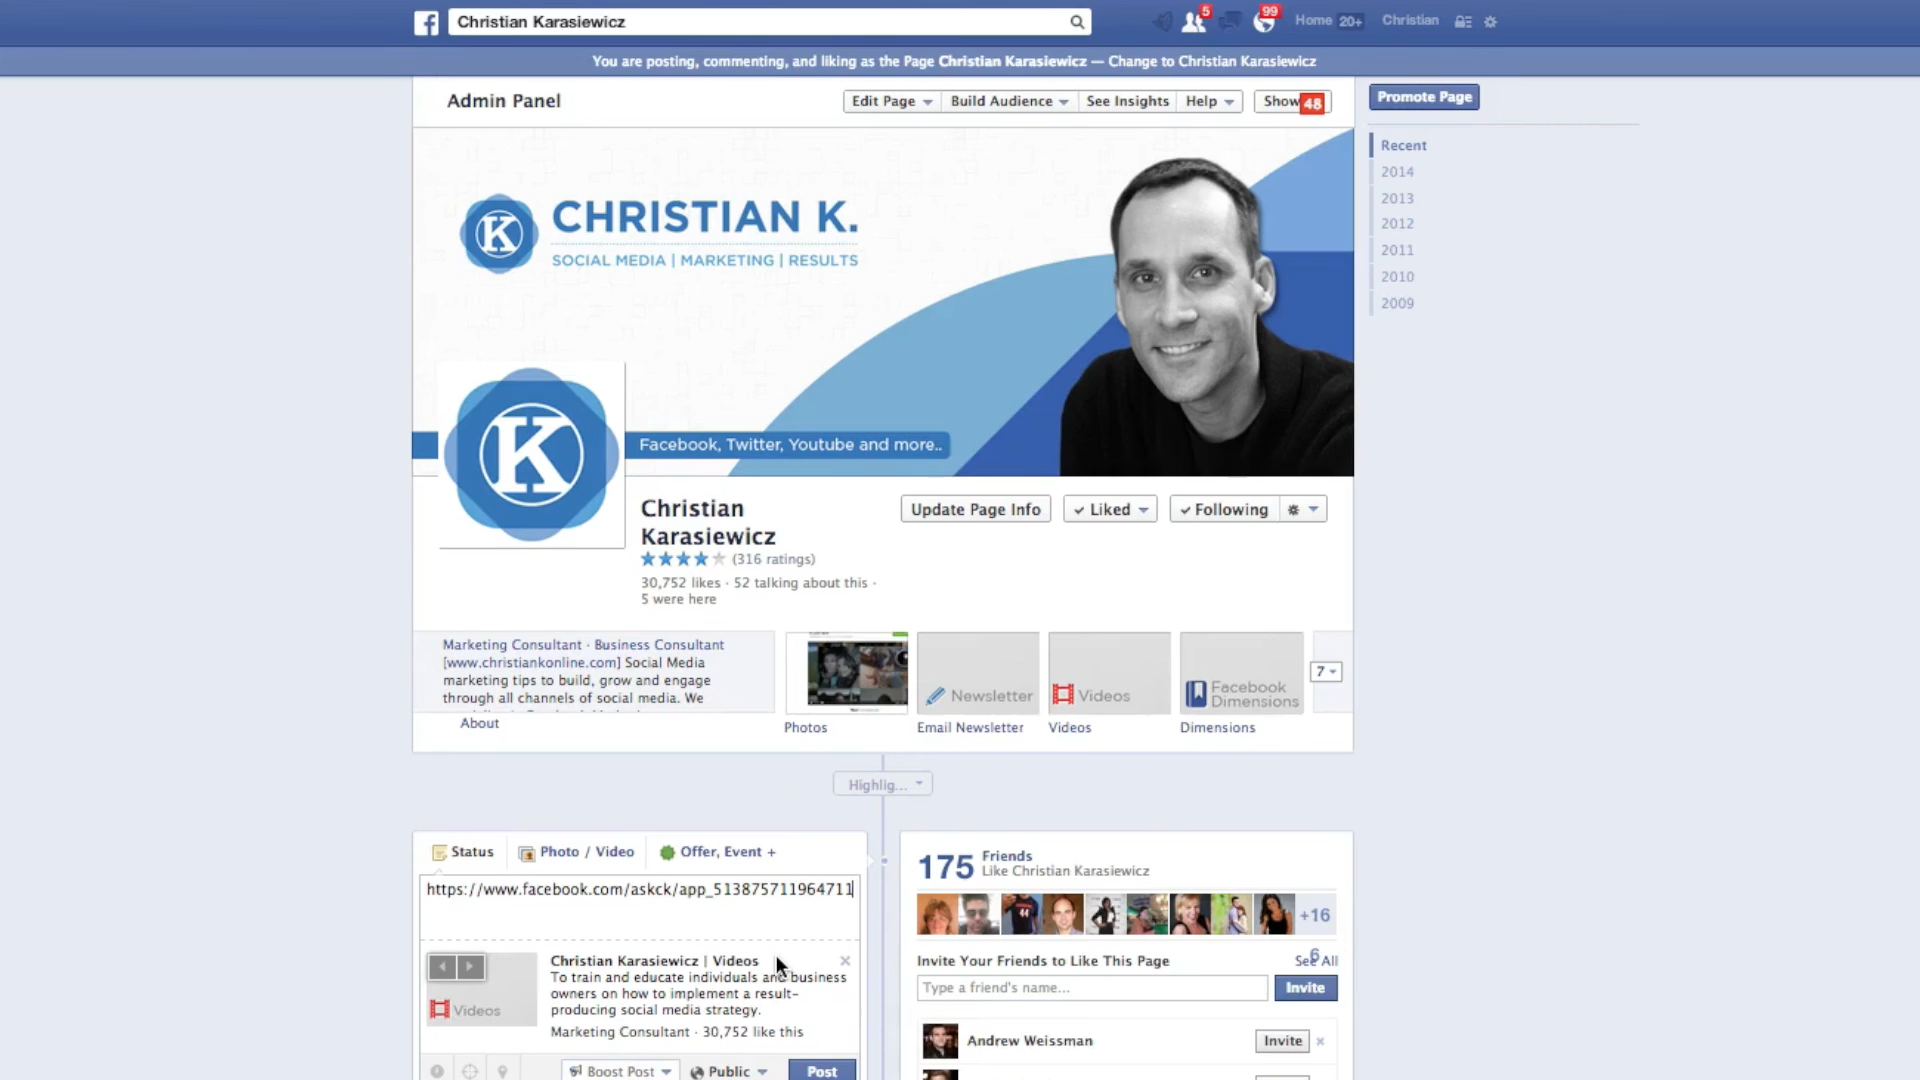 Christian Karasiewicz
5
99
Home 20+
Christian
You are posting, commenting, and liking as the Page Christian Karasiewicz — Change to Christian Karasiewicz
Admin Panel
Edit Page
Build Audience
See Insights
Help
Show
48
Promote Page
Recent
2014
2013
2012
2011
2010
2009
K
CHRISTIAN K.
SOCIAL MEDIA | MARKETING | RESULTS
K
Facebook, Twitter, Youtube and more..
Christian
Karasiewicz
(316 ratings)
30,752 likes · 52 talking about this ·
5 were here
Update Page Info
✓ Liked
✓ Following
Marketing Consultant · Business Consultant
[www.christiankonline.com] Social Media
marketing tips to build, grow and engage
through all channels of social media. We
About
Newsletter
Videos
Facebook
Dimensions
7
Photos
Email Newsletter
Videos
Dimensions
Highlig...
Status
Photo / Video
Offer, Event +
https://www.facebook.com/askck/app_513875711964711
Videos
Christian Karasiewicz | Videos
To train and educate individuals and business
owners on how to implement a result-
producing social media strategy.
Marketing Consultant · 30,752 like this
Boost Post
Public
Post
175
Friends
Like Christian Karasiewicz
44
+16
Invite Your Friends to Like This Page
6
See All
Type a friend's name...
Invite
Andrew Weissman
Invite